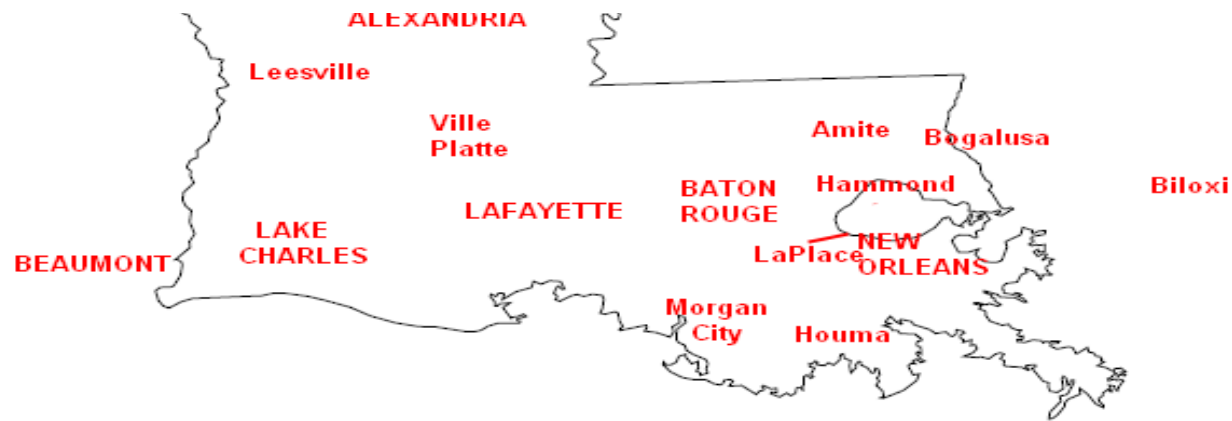 ALEXANDRIA
Leesville
Ville
Platte
Amite
Bogalusa
BATON
ROUGE
Hammond
Biloxi
LAFAYETTE
LAKE
CHARLES
BEAUMONT
LaPlace
NEW
ORLEANS
Morgan
City
Houma